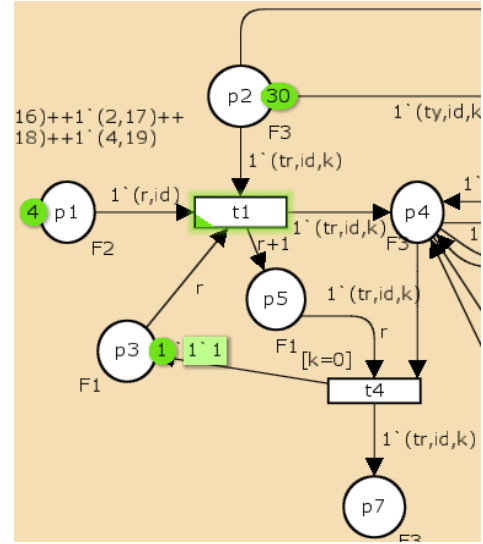 p2
30
F3
1`(ty,id,k
16)++1`(2,17)++
18)++1`(4,19)
1`(tr,id,k)
4
p1
1`(r,id)
F2
t1
1`(tr,id,k)
p4
F3
1`
1
r+1
r
p5
F1
1`(tr,id,k)
r
p3
1
1`1
F1
[k=0]
t4
1`(tr,id,k)
p7
F3